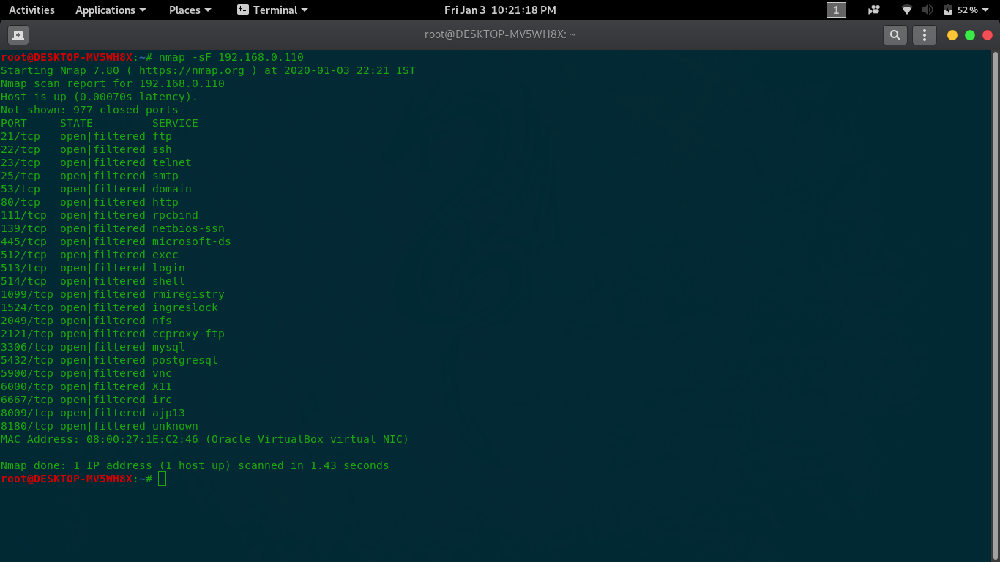 Activities Applications Places Terminal Fri Jan 3 10:21:18 PM 1 52 %
root@DESKTOP-MV5WH8X: ~
root@DESKTOP-MV5WH8X:~# nmap -sF 192.168.0.110
Starting Nmap 7.80 ( https://nmap.org ) at 2020-01-03 22:21 IST
Nmap scan report for 192.168.0.110
Host is up (0.00070s latency).
Not shown: 977 closed ports
PORT     STATE         SERVICE
21/tcp   open|filtered ftp
22/tcp   open|filtered ssh
23/tcp   open|filtered telnet
25/tcp   open|filtered smtp
53/tcp   open|filtered domain
80/tcp   open|filtered http
111/tcp  open|filtered rpcbind
139/tcp  open|filtered netbios-ssn
445/tcp  open|filtered microsoft-ds
512/tcp  open|filtered exec
513/tcp  open|filtered login
514/tcp  open|filtered shell
1099/tcp open|filtered rmiregistry
1524/tcp open|filtered ingreslock
2049/tcp open|filtered nfs
2121/tcp open|filtered ccproxy-ftp
3306/tcp open|filtered mysql
5432/tcp open|filtered postgresql
5900/tcp open|filtered vnc
6000/tcp open|filtered X11
6667/tcp open|filtered irc
8009/tcp open|filtered ajp13
8180/tcp open|filtered unknown
MAC Address: 08:00:27:1E:C2:46 (Oracle VirtualBox virtual NIC)
Nmap done: 1 IP address (1 host up) scanned in 1.43 seconds
root@DESKTOP-MV5WH8X:~#